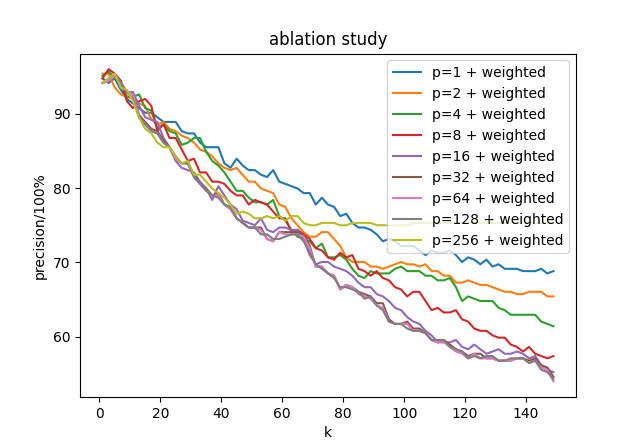 ablation study
precision/100%
90
80
70
60
p=1 + weighted
p=2 + weighted
p=4 + weighted
p=8 + weighted
p=16 + weighted
p=32 + weighted
p=64 + weighted
p=128 + weighted
p=256 + weighted
0 20 40 60 80 100 120 140
k